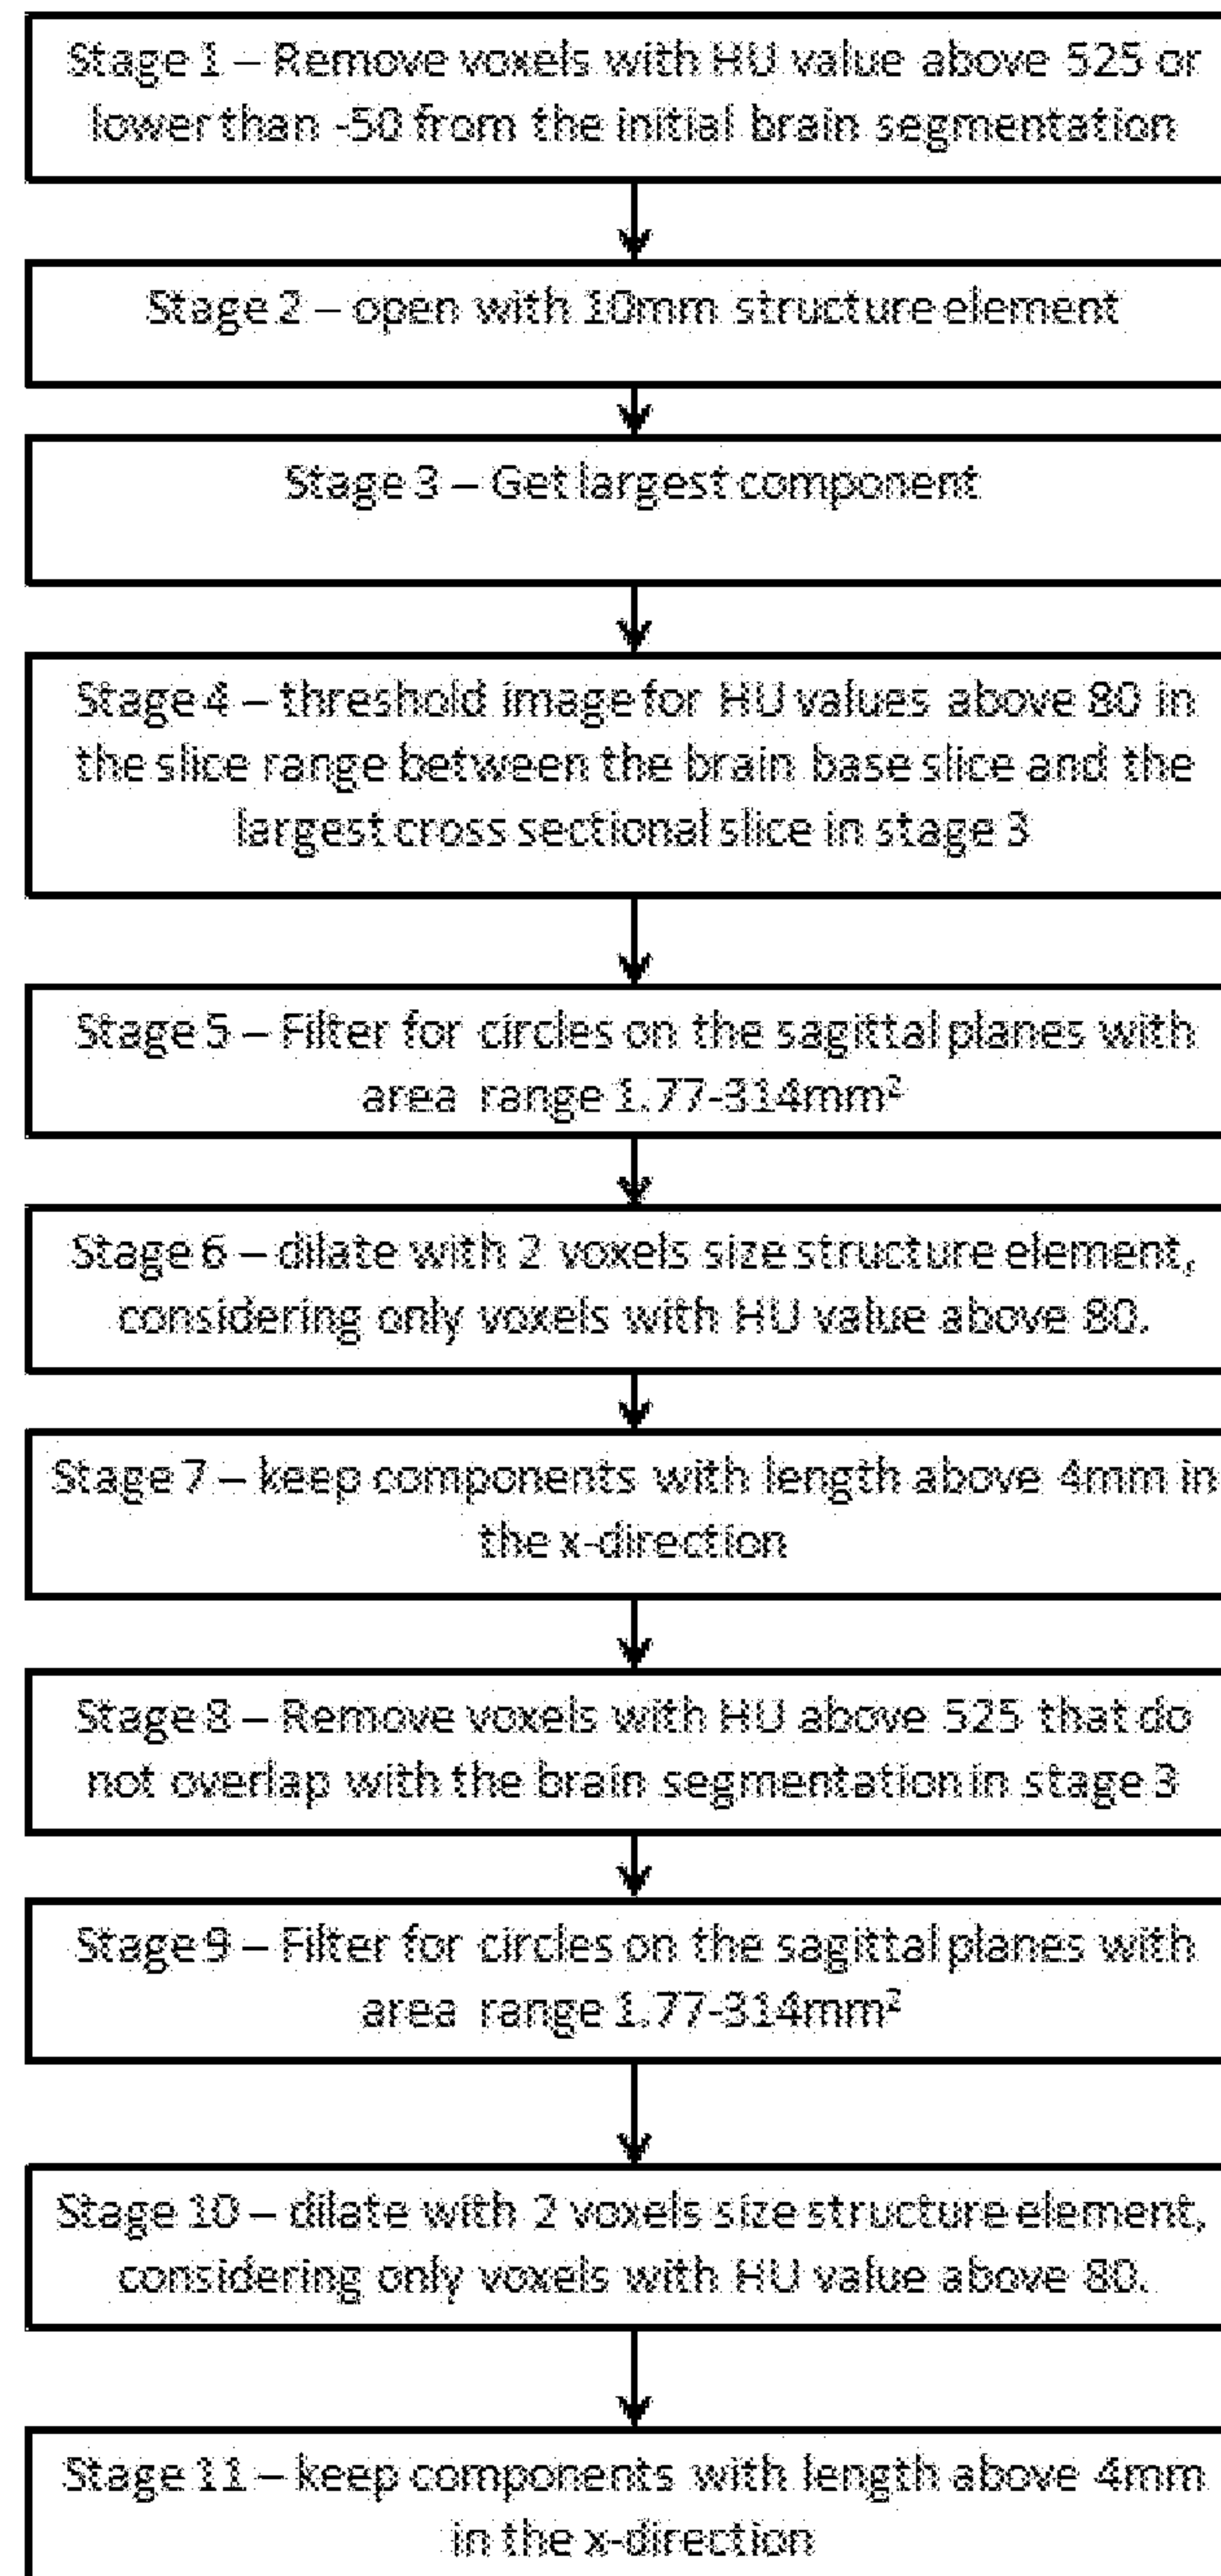 Stage 1 – Remove voxels with HU value above 525 or
lower than -50 from the initial brain segmentation
Stage 2 – open with 10mm structure element
Stage 3 – Get largest component
Stage 4 – threshold image for HU values above 80 in
the slice range between the brain base slice and the
largest cross sectional slice in stage 3
Stage 5 – Filter for circles on the sagittal planes with
area range 1.77-314mm²
Stage 6 – dilate with 2 voxels size structure element,
considering only voxels with HU value above 80.
Stage 7 – keep components with length above 4mm in
the x-direction
Stage 8 – Remove voxels with HU above 525 that do
not overlap with the brain segmentation in stage 3
Stage 9 – Filter for circles on the sagittal planes with
area range 1.77-314mm²
Stage 10 – dilate with 2 voxels size structure element,
considering only voxels with HU value above 80.
Stage 11 – keep components with length above 4mm
in the x-direction